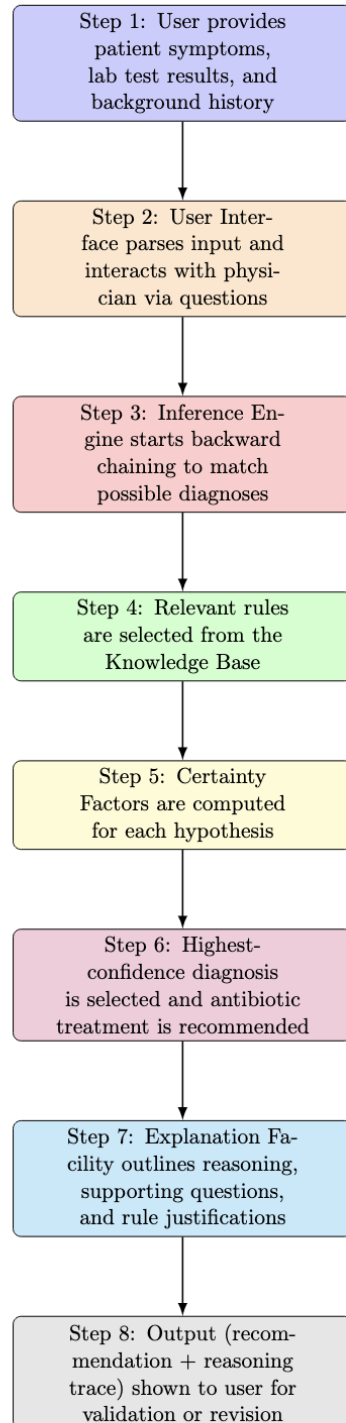 Step 1: User provides
patient symptoms,
lab test results, and
background history
Step 2: User Inter-
face parses input and
interacts with physi-
cian via questions
Step 3: Inference En-
gine starts backward
chaining to match
possible diagnoses
Step 4: Relevant rules
are selected from the
Knowledge Base
Step 5: Certainty
Factors are computed
for each hypothesis
Step 6: Highest-
confidence diagnosis
is selected and antibiotic
treatment is recommended
Step 7: Explanation Fa-
cility outlines reasoning,
supporting questions,
and rule justifications
Step 8: Output (recom-
mendation + reasoning
trace) shown to user for
validation or revision